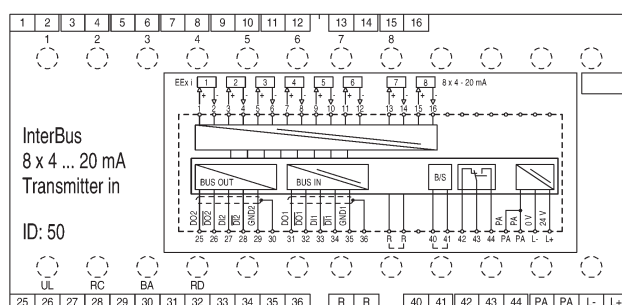 1 2 3 4 5 6 7 8 9 10 11 12 13 14 15 16
1 2 3 4 5 6 7 8
EEx i 1 2 3 4 5 6 7 8 8 x 4 - 20 mA
+ - + - + - + - + - + - + - + -
1 2 3 4 5 6 7 8 9 10 11 12 13 14 15 16
InterBus
8 x 4 ... 20 mA
Transmitter in
ID: 50
BUS OUT BUS IN B/S
DO2 D̅O̅2̅ DI2 D̅I̅2̅ GND2 DO1 D̅O̅1̅ DI1 D̅I̅1̅ GND1 PA PA 0 V 24 V
25 26 27 28 29 30 31 32 33 34 35 36 R R 40 41 42 43 44 PA PA L- L+
UL RC BA RD
25 26 27 28 29 30 31 32 33 34 35 36 R R 40 41 42 43 44 PA PA L- L+